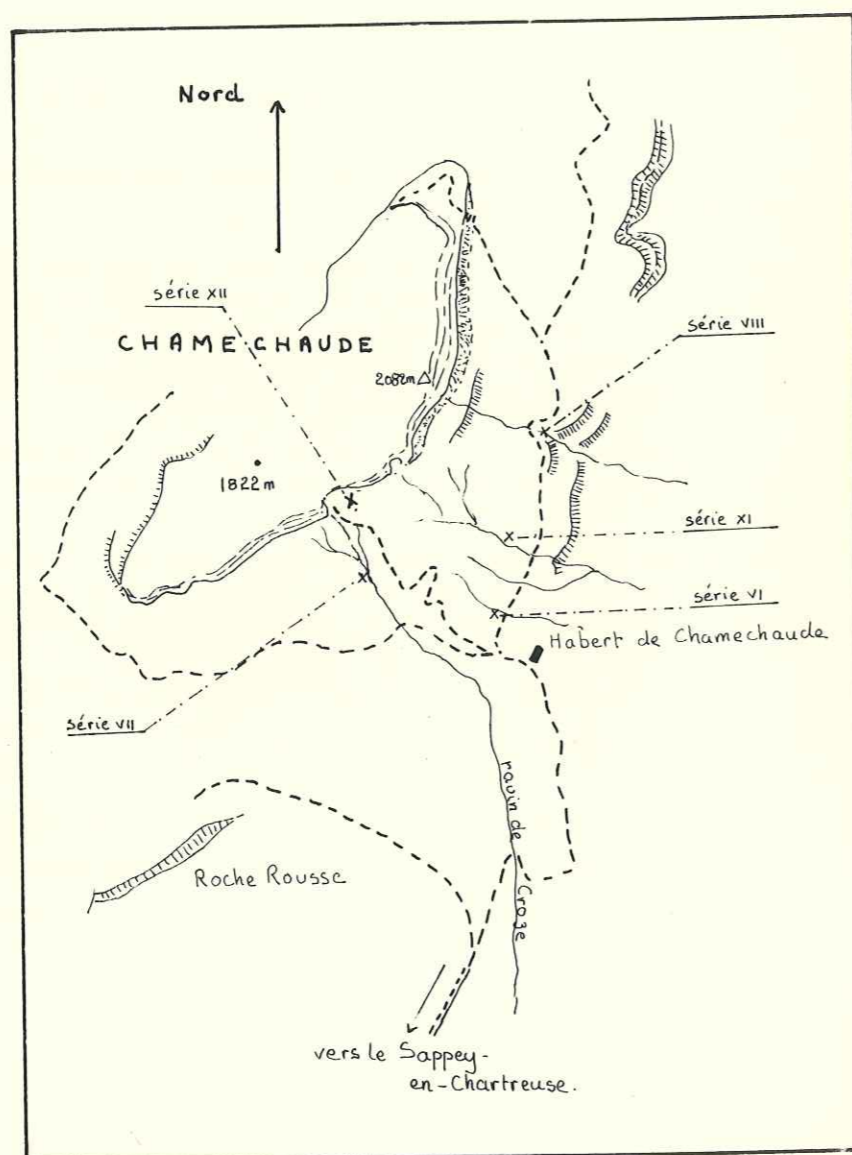 Nord
série XII
CHAMECHAUDE
série VIII
2082m
1822m
série XI
série VI
Habert de Chamechaude
série VII
ravin de Croze
Roche Rousse
vers le Sappey-
en-Chartreuse.